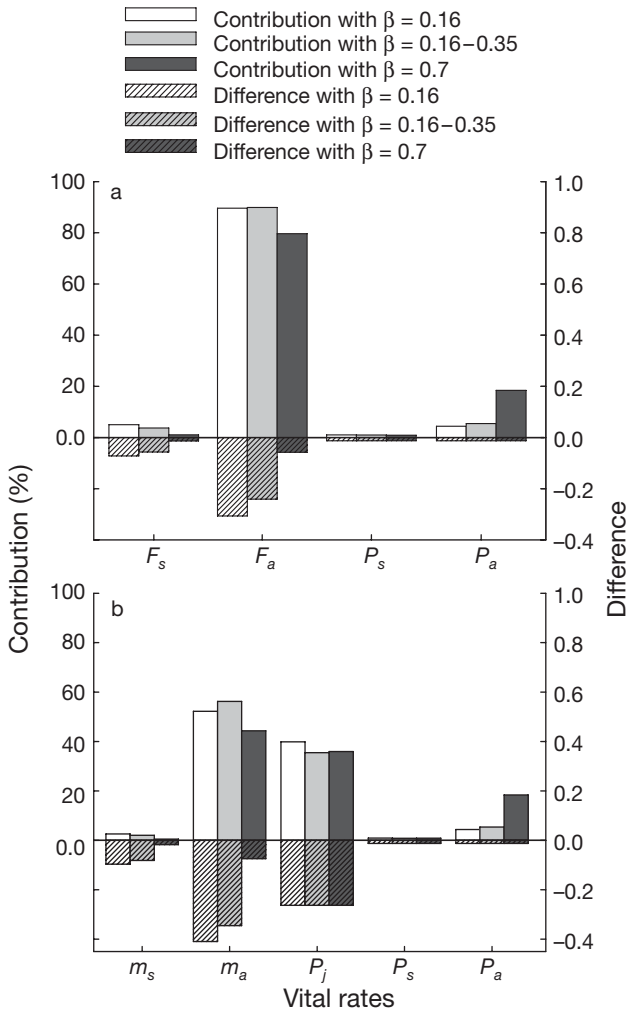 Contribution with β = 0.16
Contribution with β = 0.16–0.35
Contribution with β = 0.7
Difference with β = 0.16
Difference with β = 0.16–0.35
Difference with β = 0.7
a
100
80
60
40
20
0.0
1.0
0.8
0.6
0.4
0.2
0.0
–0.2
–0.4
F_s F_a P_s P_a
Contribution (%)
Difference
b
100
80
60
40
20
0.0
1.0
0.8
0.6
0.4
0.2
0.0
–0.2
–0.4
m_s m_a P_j P_s P_a
Vital rates